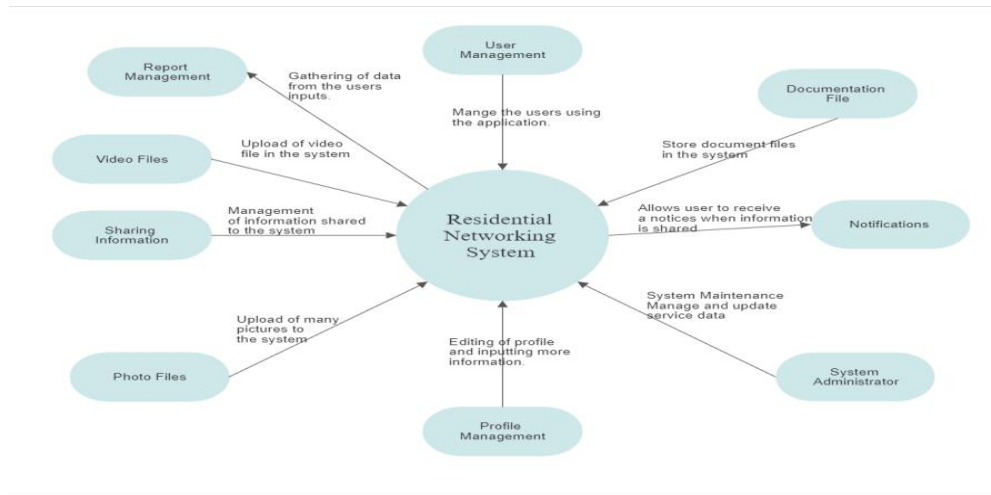 User
Management
Report
Management
Gathering of data
from the users
inputs.
Mange the users using
the application.
Documentation
File
Video Files
Upload of video
file in the system
Store document files
in the system
Sharing
Information
Management
of information shared
to the system
Residential
Networking
System
Allows user to receive
a notices when information
is shared
Notifications
Photo Files
Upload of many
pictures to
the system
Editing of profile
and inputting more
information.
System Maintenance
Manage and update
service data
System
Administrator
Profile
Management